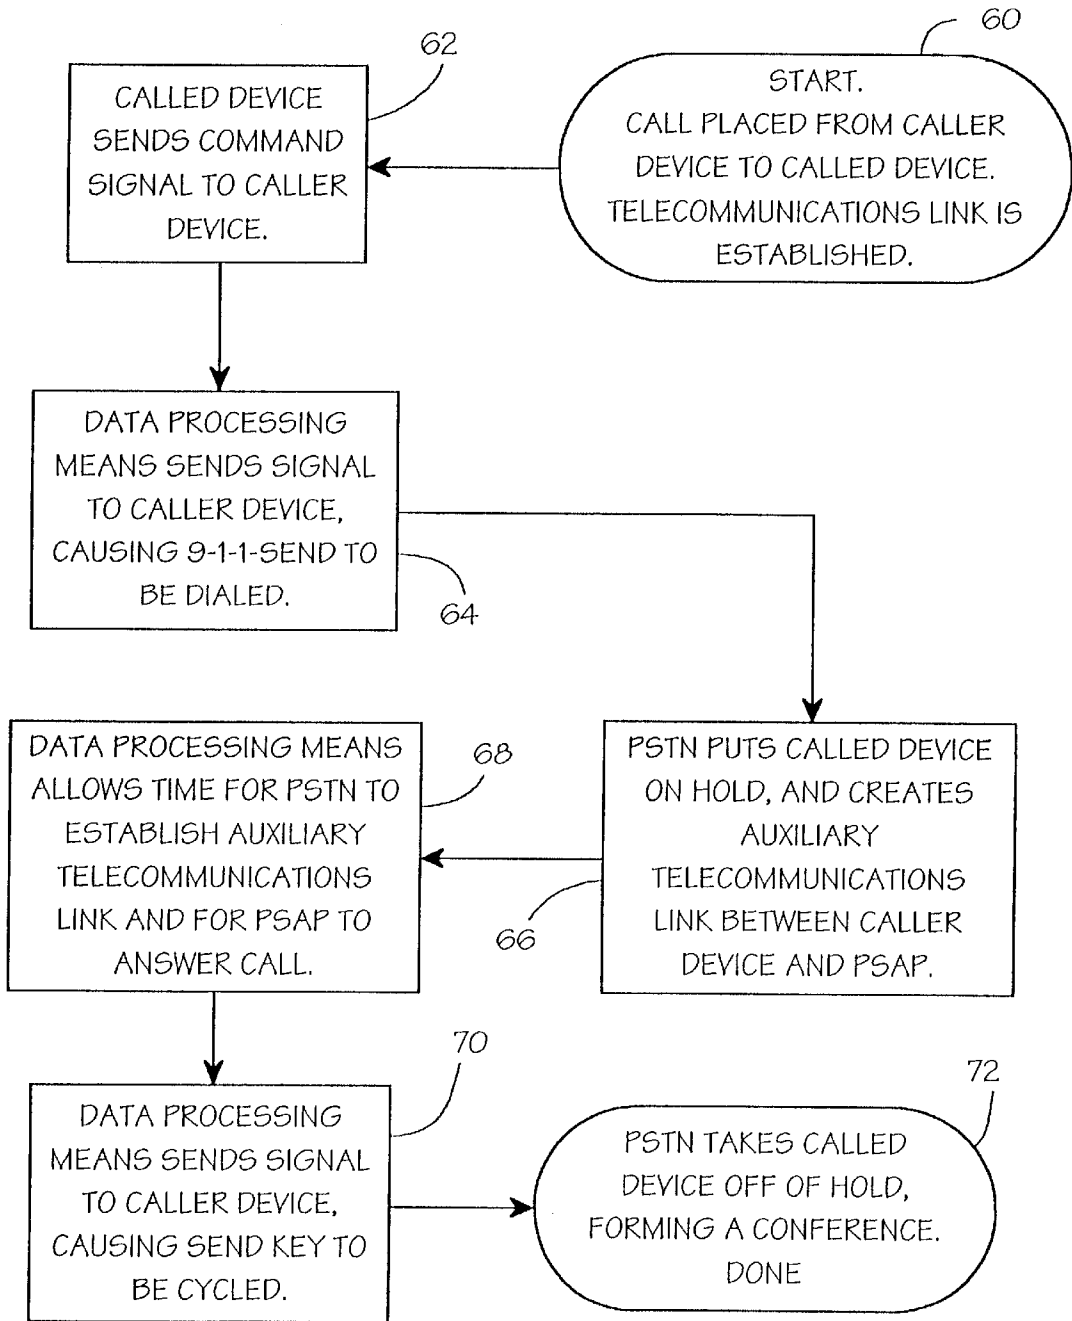 60
START.
CALL PLACED FROM CALLER
DEVICE TO CALLED DEVICE.
TELECOMMUNICATIONS LINK IS
ESTABLISHED.
62
CALLED DEVICE
SENDS COMMAND
SIGNAL TO CALLER
DEVICE.
DATA PROCESSING
MEANS SENDS SIGNAL
TO CALLER DEVICE,
CAUSING 9-1-1-SEND TO
BE DIALED.
64
PSTN PUTS CALLED DEVICE
ON HOLD, AND CREATES
AUXILIARY
TELECOMMUNICATIONS
LINK BETWEEN CALLER
DEVICE AND PSAP.
66
DATA PROCESSING MEANS
ALLOWS TIME FOR PSTN TO
ESTABLISH AUXILIARY
TELECOMMUNICATIONS
LINK AND FOR PSAP TO
ANSWER CALL.
68
DATA PROCESSING
MEANS SENDS SIGNAL
TO CALLER DEVICE,
CAUSING SEND KEY TO
BE CYCLED.
70
PSTN TAKES CALLED
DEVICE OFF OF HOLD,
FORMING A CONFERENCE.
DONE
72